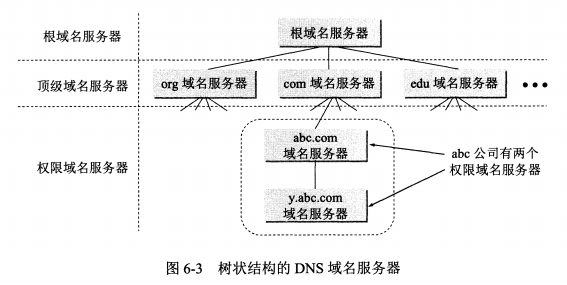 根域名服务器
根域名服务器
顶级域名服务器
org 域名服务器
com 域名服务器
edu 域名服务器
•••
权限域名服务器
abc.com
域名服务器
abc 公司有两个
权限域名服务器
y.abc.com
域名服务器
图 6-3 树状结构的 DNS 域名服务器